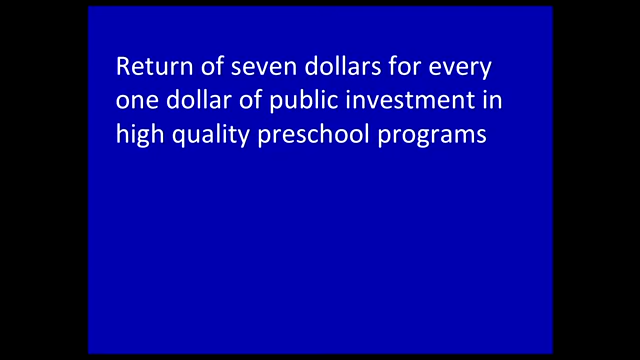 Return of seven dollars for every
one dollar of public investment in
high quality preschool programs